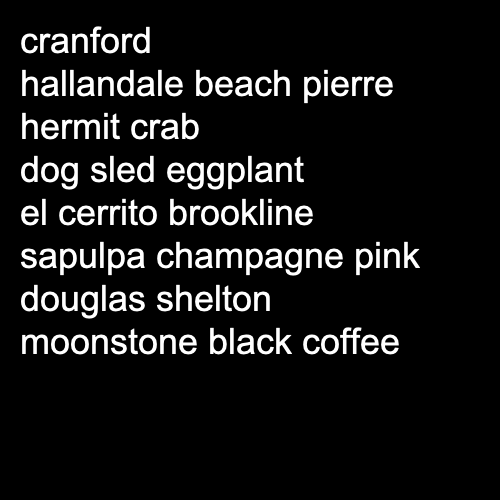 cranford
hallandale beach pierre
hermit crab
dog sled eggplant
el cerrito brookline
sapulpa champagne pink
douglas shelton
moonstone black coffee